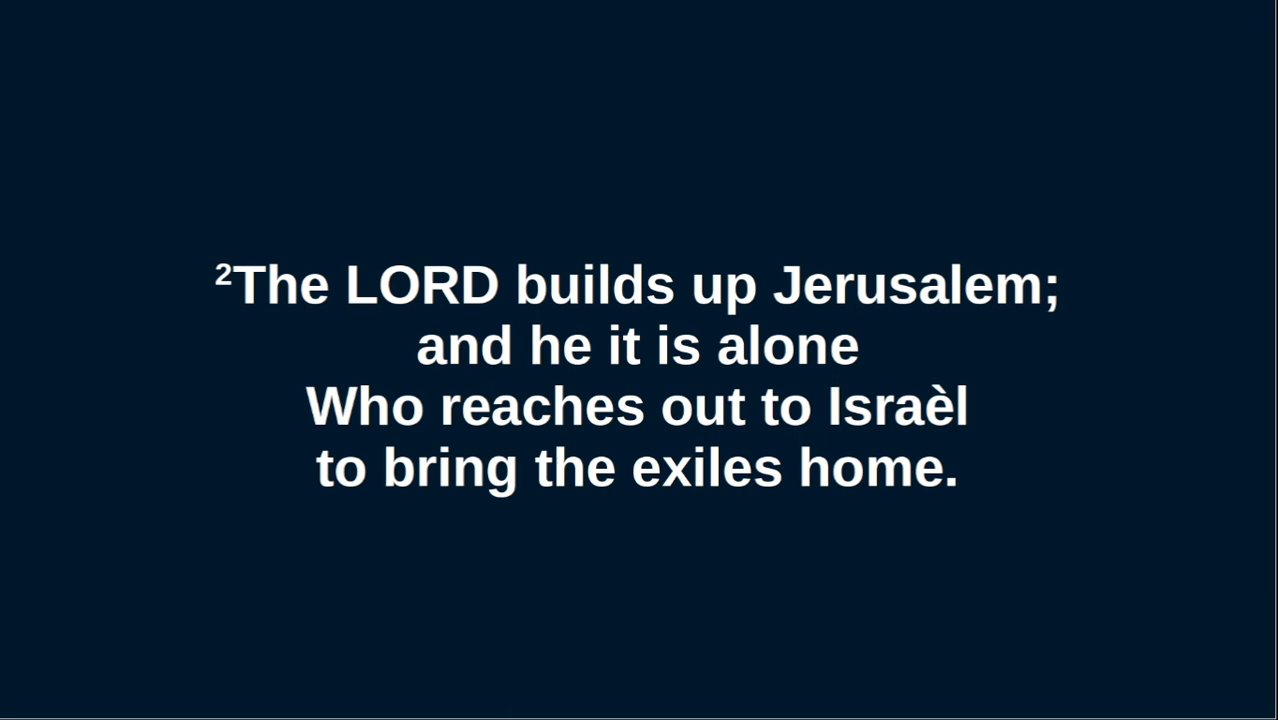 ²The LORD builds up Jerusalem;
and he it is alone
Who reaches out to Israèl
to bring the exiles home.